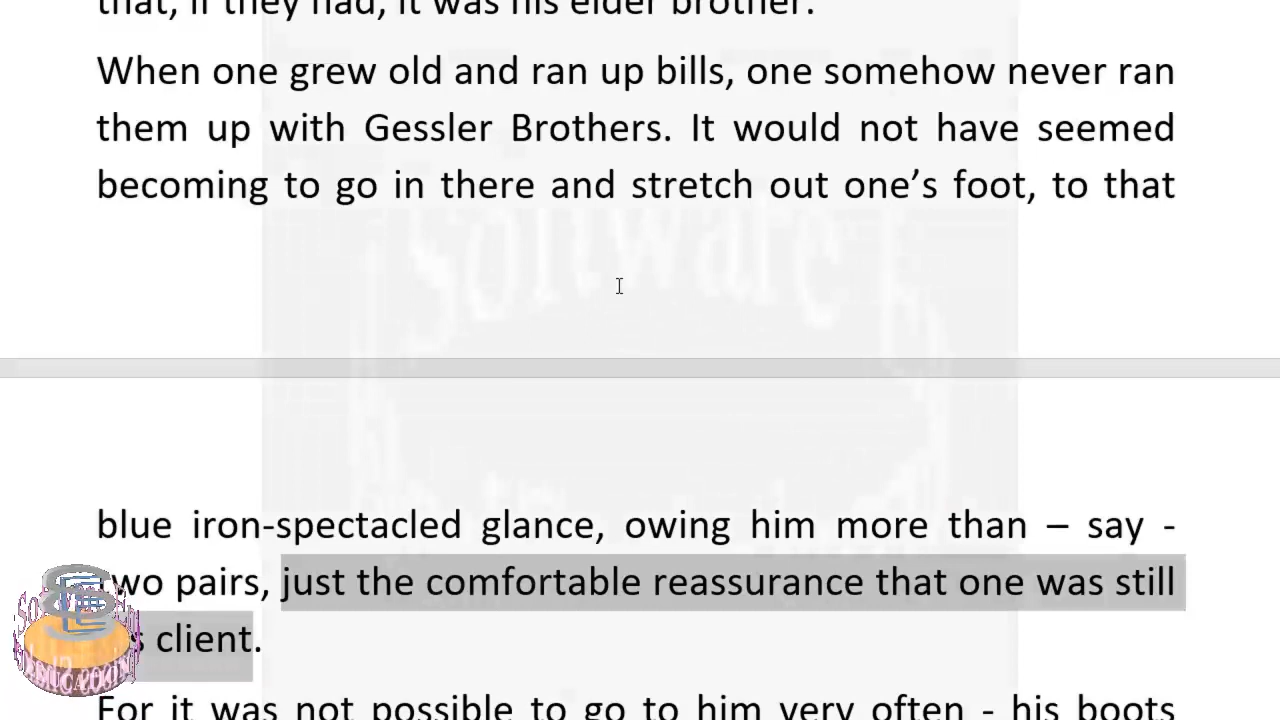 that, if they had, it was his elder brother.
When one grew old and ran up bills, one somehow never ran
them up with Gessler Brothers. It would not have seemed
becoming to go in there and stretch out one's foot, to that
Software
blue iron-spectacled glance, owing him more than – say -
two pairs, just the comfortable reassurance that one was still
client.
For it was not possible to go to him very often - his boots